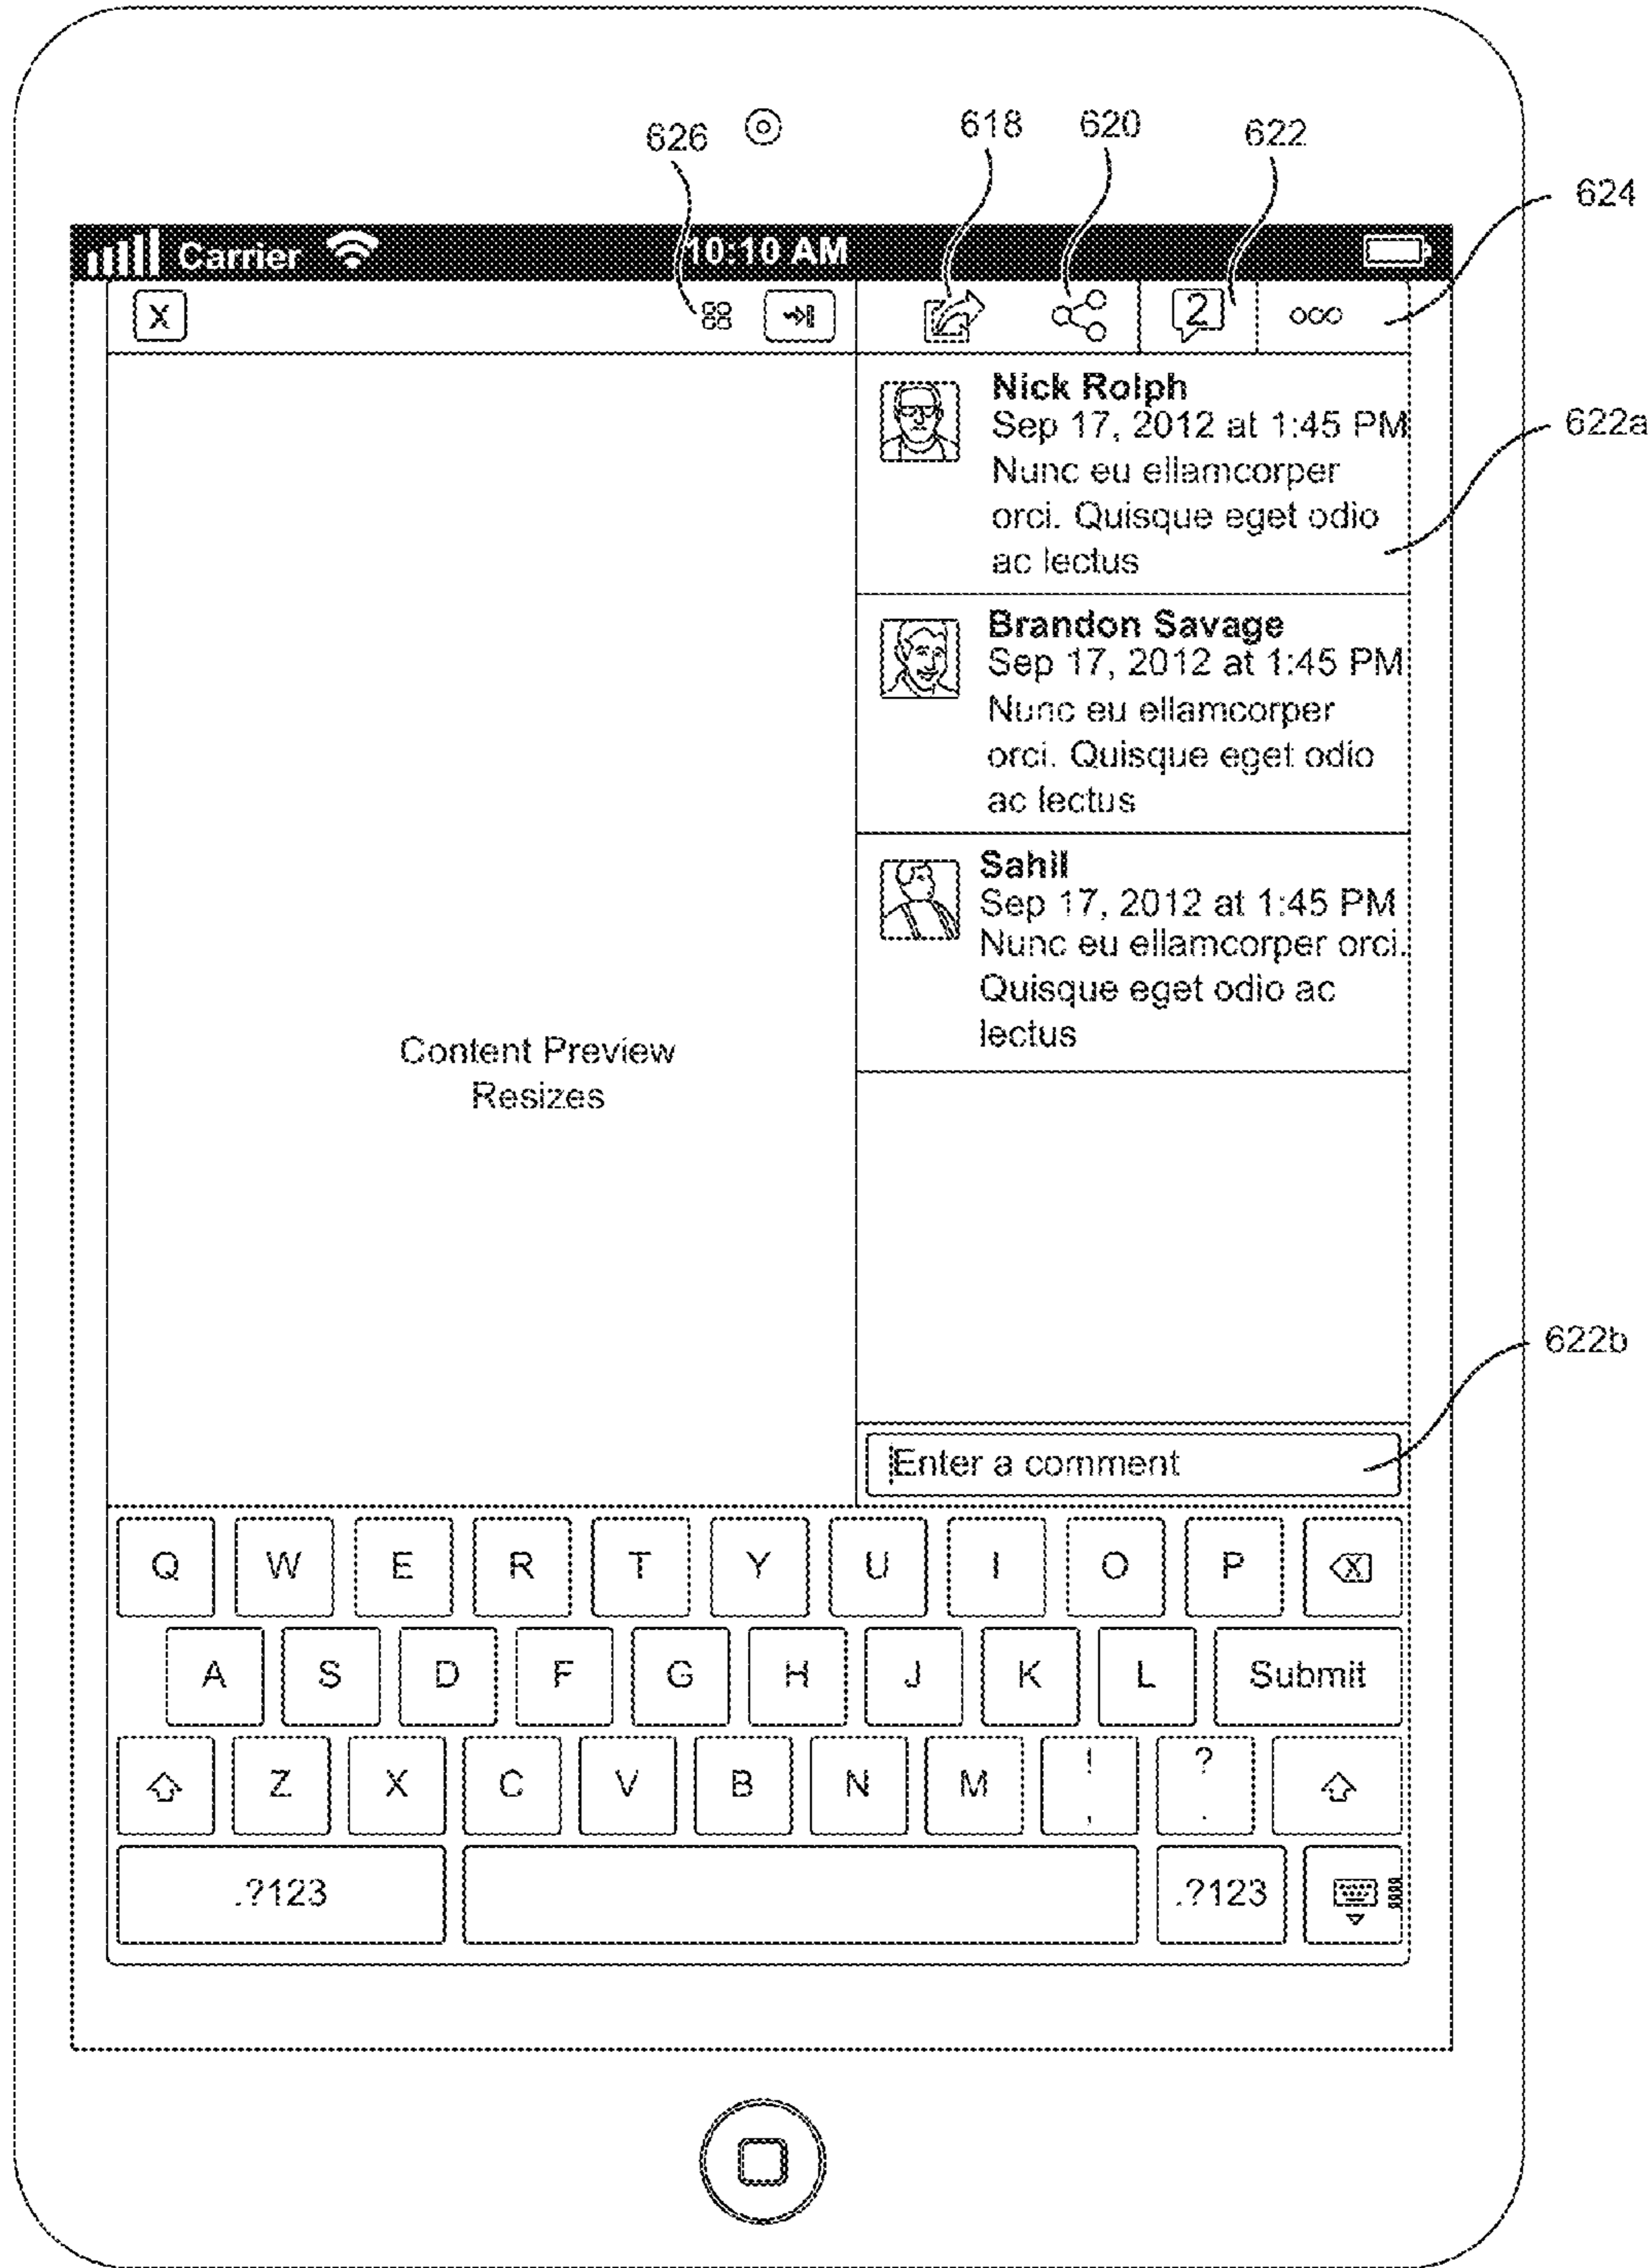 626
618
620
622
624
Carrier
10:10 AM
X
2
Nick Rolph
Sep 17, 2012 at 1:45 PM
Nunc eu ellamcorper
orci. Quisque eget odio
ac lectus
622a
Brandon Savage
Sep 17, 2012 at 1:45 PM
Nunc eu ellamcorper
orci. Quisque eget odio
ac lectus
Sahil
Sep 17, 2012 at 1:45 PM
Nunc eu ellamcorper orci.
Quisque eget odio ac
lectus
Content Preview
Resizes
622b
Enter a comment
Q W E R T Y U I O P X
A S D F G H J K L Submit
Z X C V B N M ! , ? .
.?123 .?123